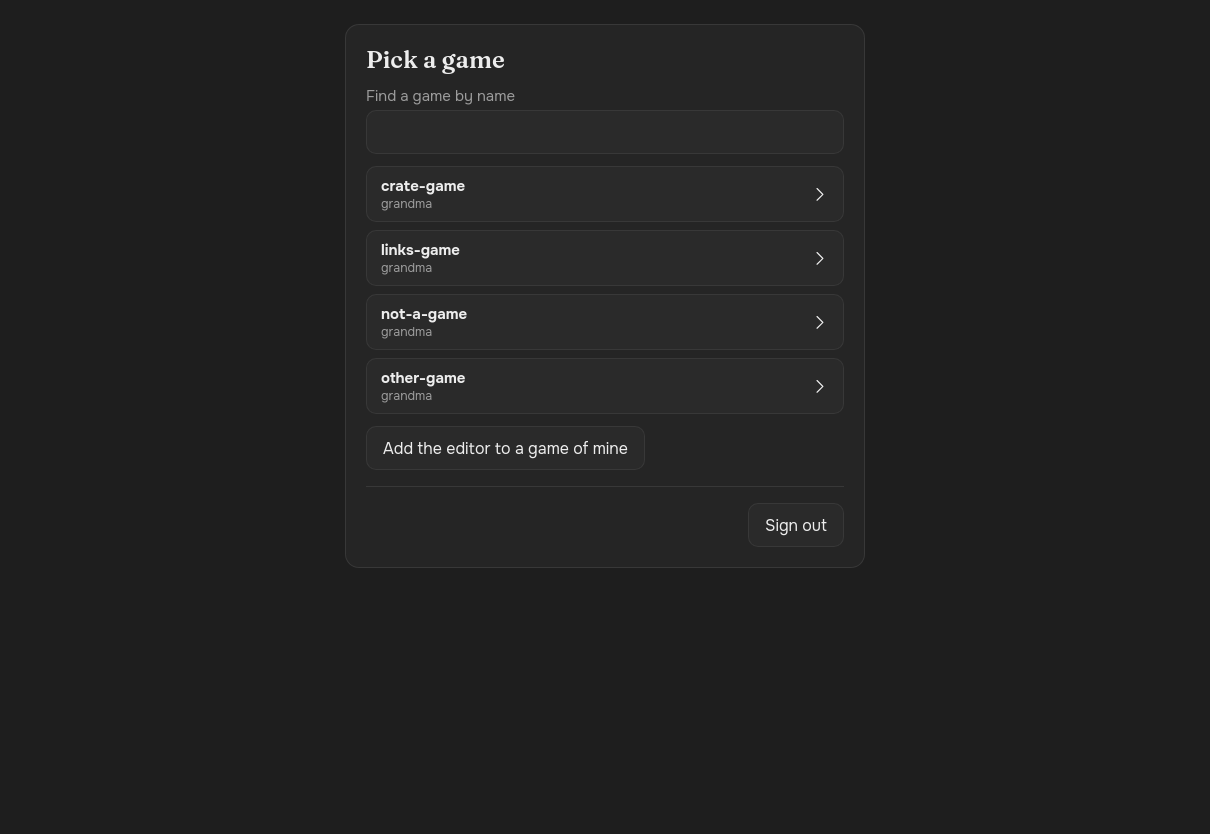 Pick a game
Find a game by name
crate-game
grandma
links-game
grandma
not-a-game
grandma
other-game
grandma
Add the editor to a game of mine
Sign out